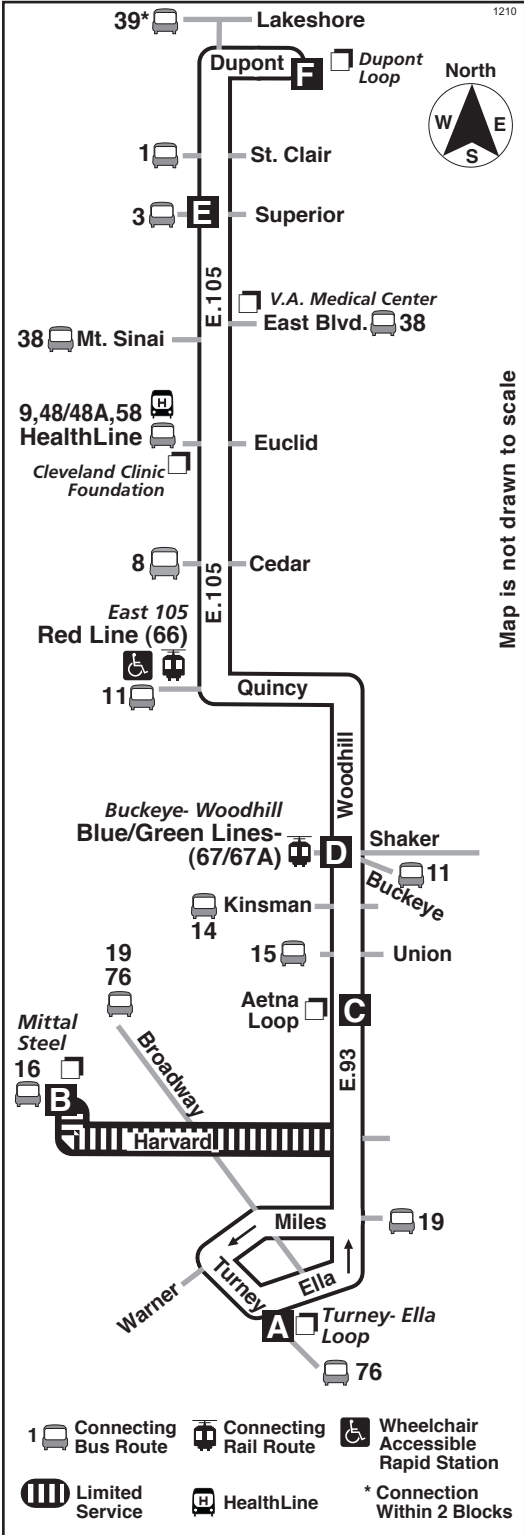 1210
39* Lakeshore
Dupont
F
Dupont
Loop
North
W E
S
1 St. Clair
3 E Superior
E.105
V.A. Medical Center
East Blvd. 38
38 Mt. Sinai
9,48/48A,58
H
HealthLine
Euclid
Cleveland Clinic
Foundation
Map is not drawn to scale
8 Cedar
E.105
East 105
Red Line (66)
11
Quincy
Woodhill
Buckeye- Woodhill
Blue/Green Lines-
(67/67A)
D
Shaker
11
Buckeye
Kinsman
14
15 Union
19
76
Aetna
Loop
C
Mittal
Steel
16
B
Broadway
E.93
Harvard
Miles
19
Warner
Turney
Ella
A
Turney- Ella
Loop
76
1 Connecting
Bus Route
Connecting
Rail Route
Wheelchair
Accessible
Rapid Station
Limited
Service
H HealthLine
* Connection
Within 2 Blocks